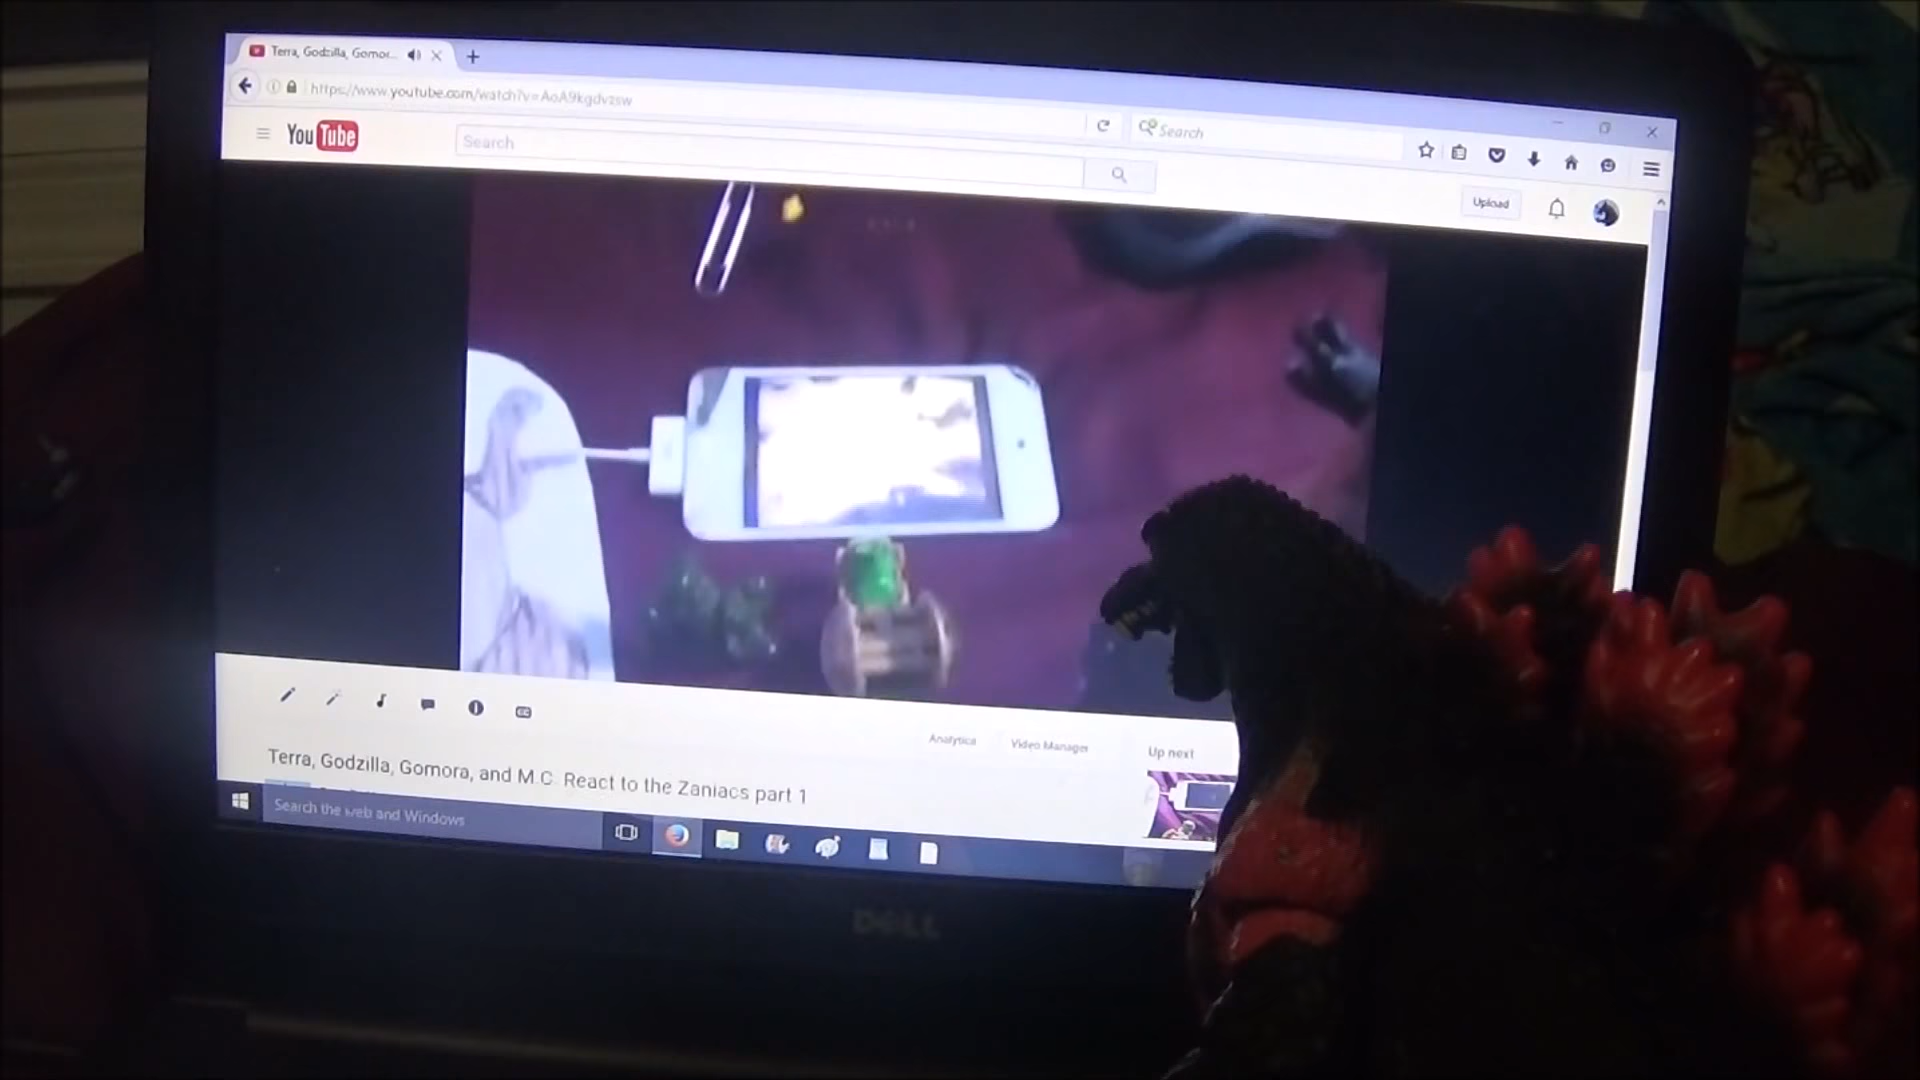 Terra, Godzilla, Gomor...
https://www.youtube.com/watch?v=AoA9kgdvzsw
Search
YouTube
Search
Upload
Analytics
Video Manager
Up next
Terra, Godzilla, Gomora, and M.C. React to the Zaniacs part 1
Search the web and Windows
DELL